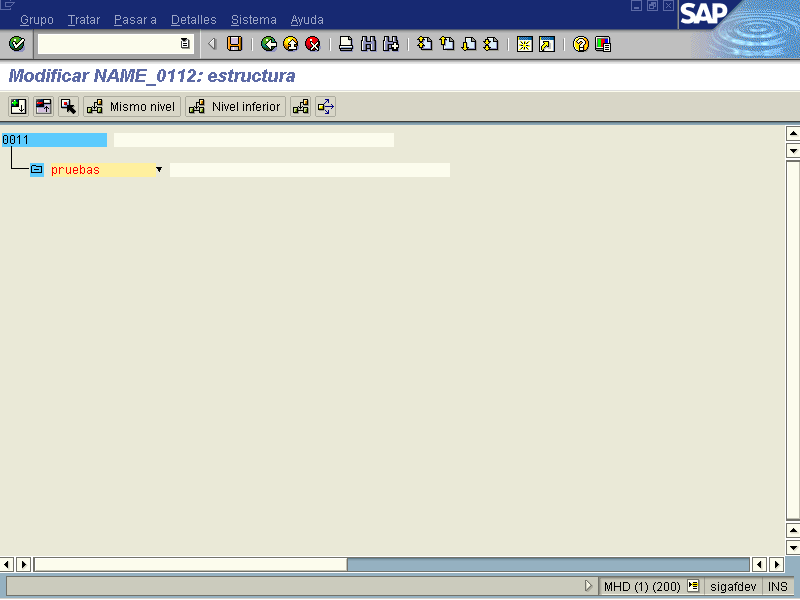 Grupo Tratar Pasar a Detalles Sistema Ayuda
SAP
Modificar NAME_0112: estructura
Mismo nivel Nivel inferior
0011
pruebas
MHD (1) (200) sigafdev INS